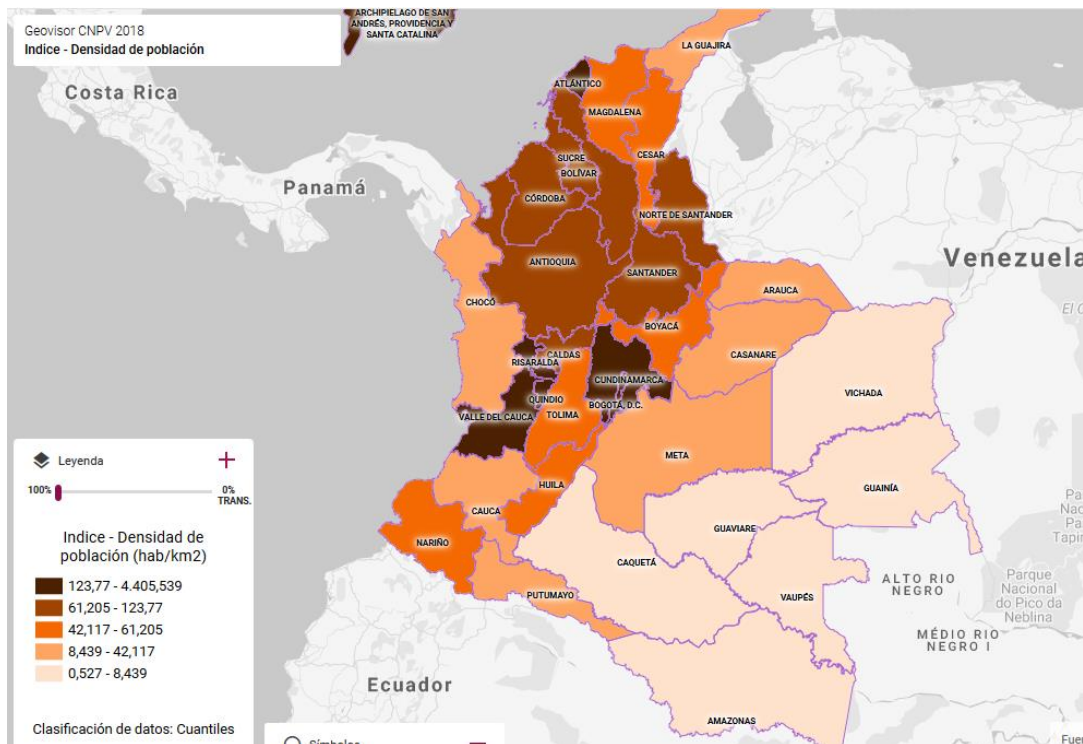 Geovisor CNPV 2018
Indice - Densidad de población
ARCHIPIELAGO DE SAN
ANDRÉS, PROVIDENCIA Y
SANTA CATALINA
LA GUAJIRA
Costa Rica
ATLÁNTICO
MAGDALENA
CESAR
SUCRE
BOLÍVAR
Panamá
CÓRDOBA
NORTE DE SANTANDER
ANTIOQUIA
SANTANDER
Venezuela
ARAUCA
CHOCÓ
BOYACÁ
CALDAS
CASANARE
RISARALDA
CUNDINAMARCA
VICHADA
QUINDIO
BOGOTÁ, D.C.
VALLE DEL CAUCA
TOLIMA
META
GUAINÍA
HUILA
CAUCA
GUAVIARE
NARIÑO
CAQUETÁ
PUTUMAYO
VAUPÉS
ALTO RIO
NEGRO
Parque
Nacional
do Pico da
Neblina
MÉDIO RIO
NEGRO I
Ecuador
AMAZONAS
Leyenda
+
100%
0%
TRANS.
Indice - Densidad de
población (hab/km2)
123,77 - 4.405,539
61,205 - 123,77
42,117 - 61,205
8,439 - 42,117
0,527 - 8,439
Clasificación de datos: Cuantiles